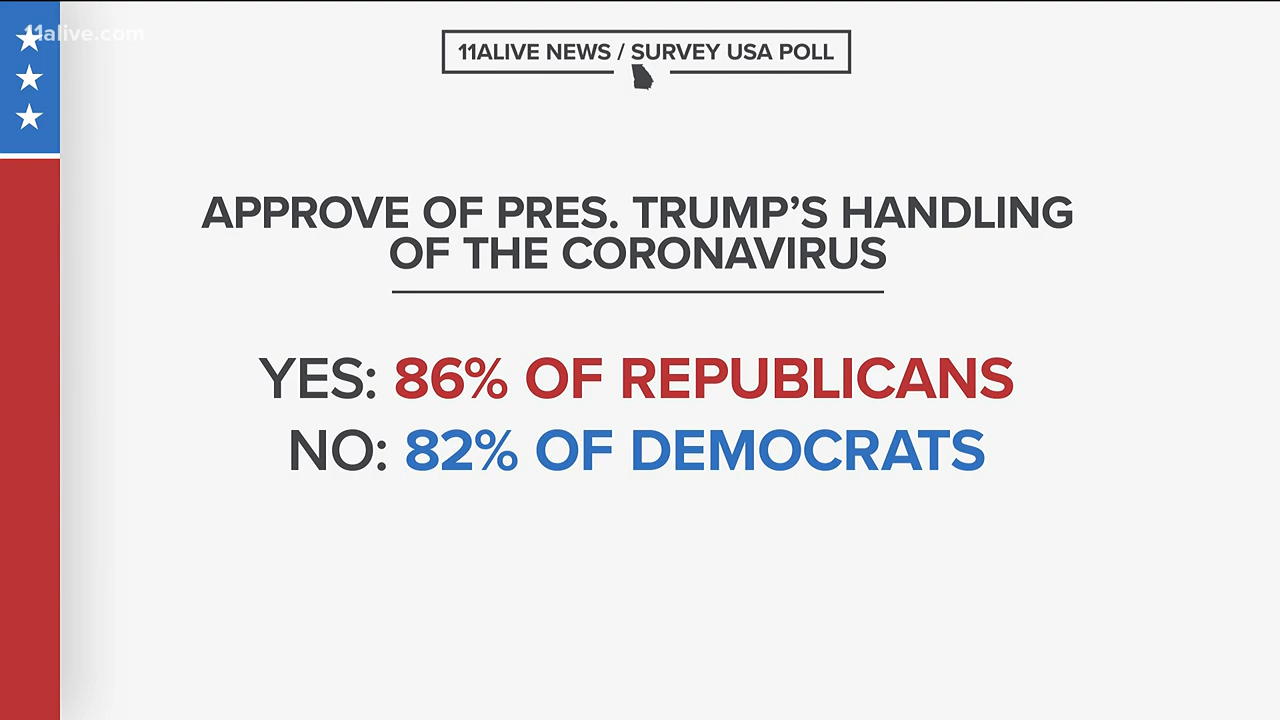 11alive.com
11ALIVE NEWS / SURVEY USA POLL
APPROVE OF PRES. TRUMP’S HANDLING
OF THE CORONAVIRUS
YES: 86% OF REPUBLICANS
NO: 82% OF DEMOCRATS